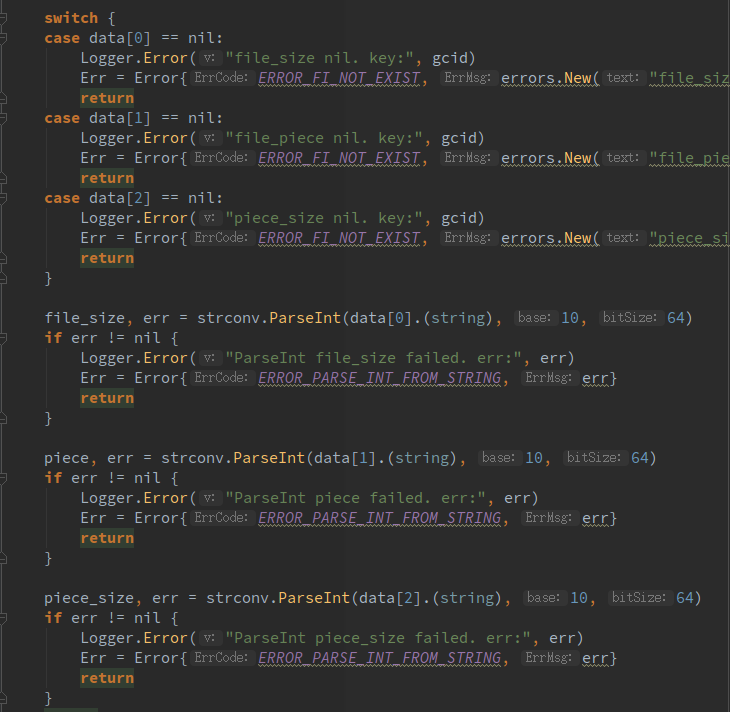 switch {
case data[0] == nil:
Logger.Error( v: "file_size nil. key:", gcid)
Err = Error{ ErrCode: ERROR_FI_NOT_EXIST, ErrMsg: errors.New( text: "file_siz
return
case data[1] == nil:
Logger.Error( v: "file_piece nil. key:", gcid)
Err = Error{ ErrCode: ERROR_FI_NOT_EXIST, ErrMsg: errors.New( text: "file_pie
return
case data[2] == nil:
Logger.Error( v: "piece_size nil. key:", gcid)
Err = Error{ ErrCode: ERROR_FI_NOT_EXIST, ErrMsg: errors.New( text: "piece_si
return
}
file_size, err = strconv.ParseInt(data[0].(string), base: 10, bitSize: 64)
if err != nil {
Logger.Error( v: "ParseInt file_size failed. err:", err)
Err = Error{ ErrCode: ERROR_PARSE_INT_FROM_STRING, ErrMsg: err}
return
}
piece, err = strconv.ParseInt(data[1].(string), base: 10, bitSize: 64)
if err != nil {
Logger.Error( v: "ParseInt piece failed. err:", err)
Err = Error{ ErrCode: ERROR_PARSE_INT_FROM_STRING, ErrMsg: err}
return
}
piece_size, err = strconv.ParseInt(data[2].(string), base: 10, bitSize: 64)
if err != nil {
Logger.Error( v: "ParseInt piece_size failed. err:", err)
Err = Error{ ErrCode: ERROR_PARSE_INT_FROM_STRING, ErrMsg: err}
return
}